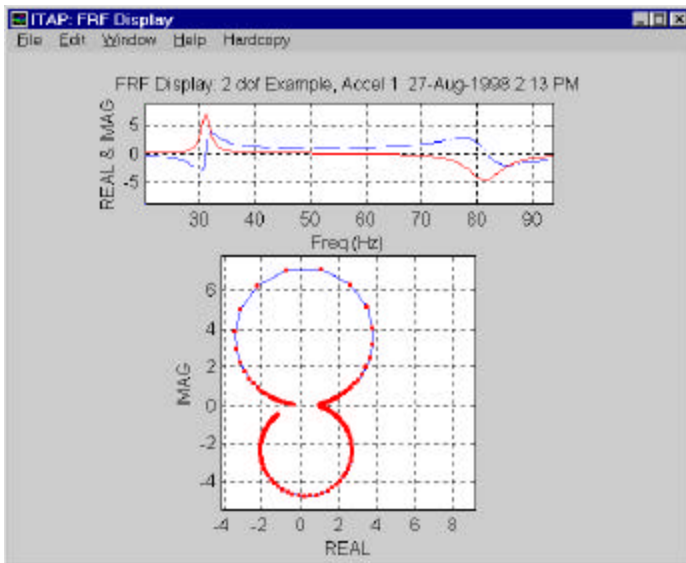 ITAP: FRF Display
File Edit Window Help Hardcopy
FRF Display: 2 dof Example, Accel 1 27-Aug-1998 2:13 PM
REAL & IMAG
5
0
-5
30 40 50 60 70 80 90
Freq (Hz)
IMAG
6
4
2
0
-2
-4
-4 -2 0 2 4 6 8
REAL